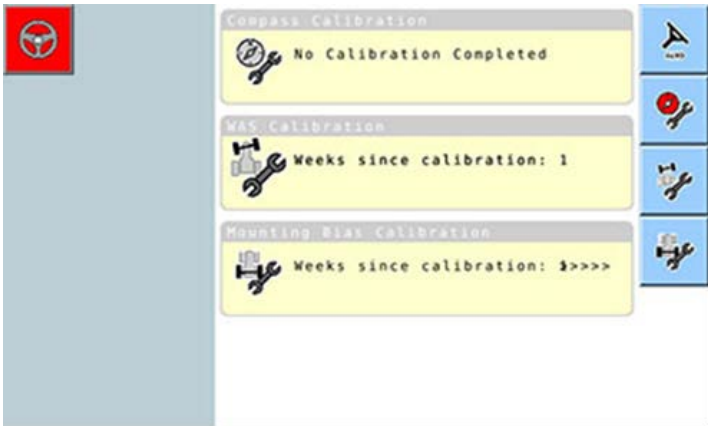 Compass Calibration
No Calibration Completed
WAS Calibration
Weeks since calibration: 1
Mounting Bias Calibration
Weeks since calibration: >>>>